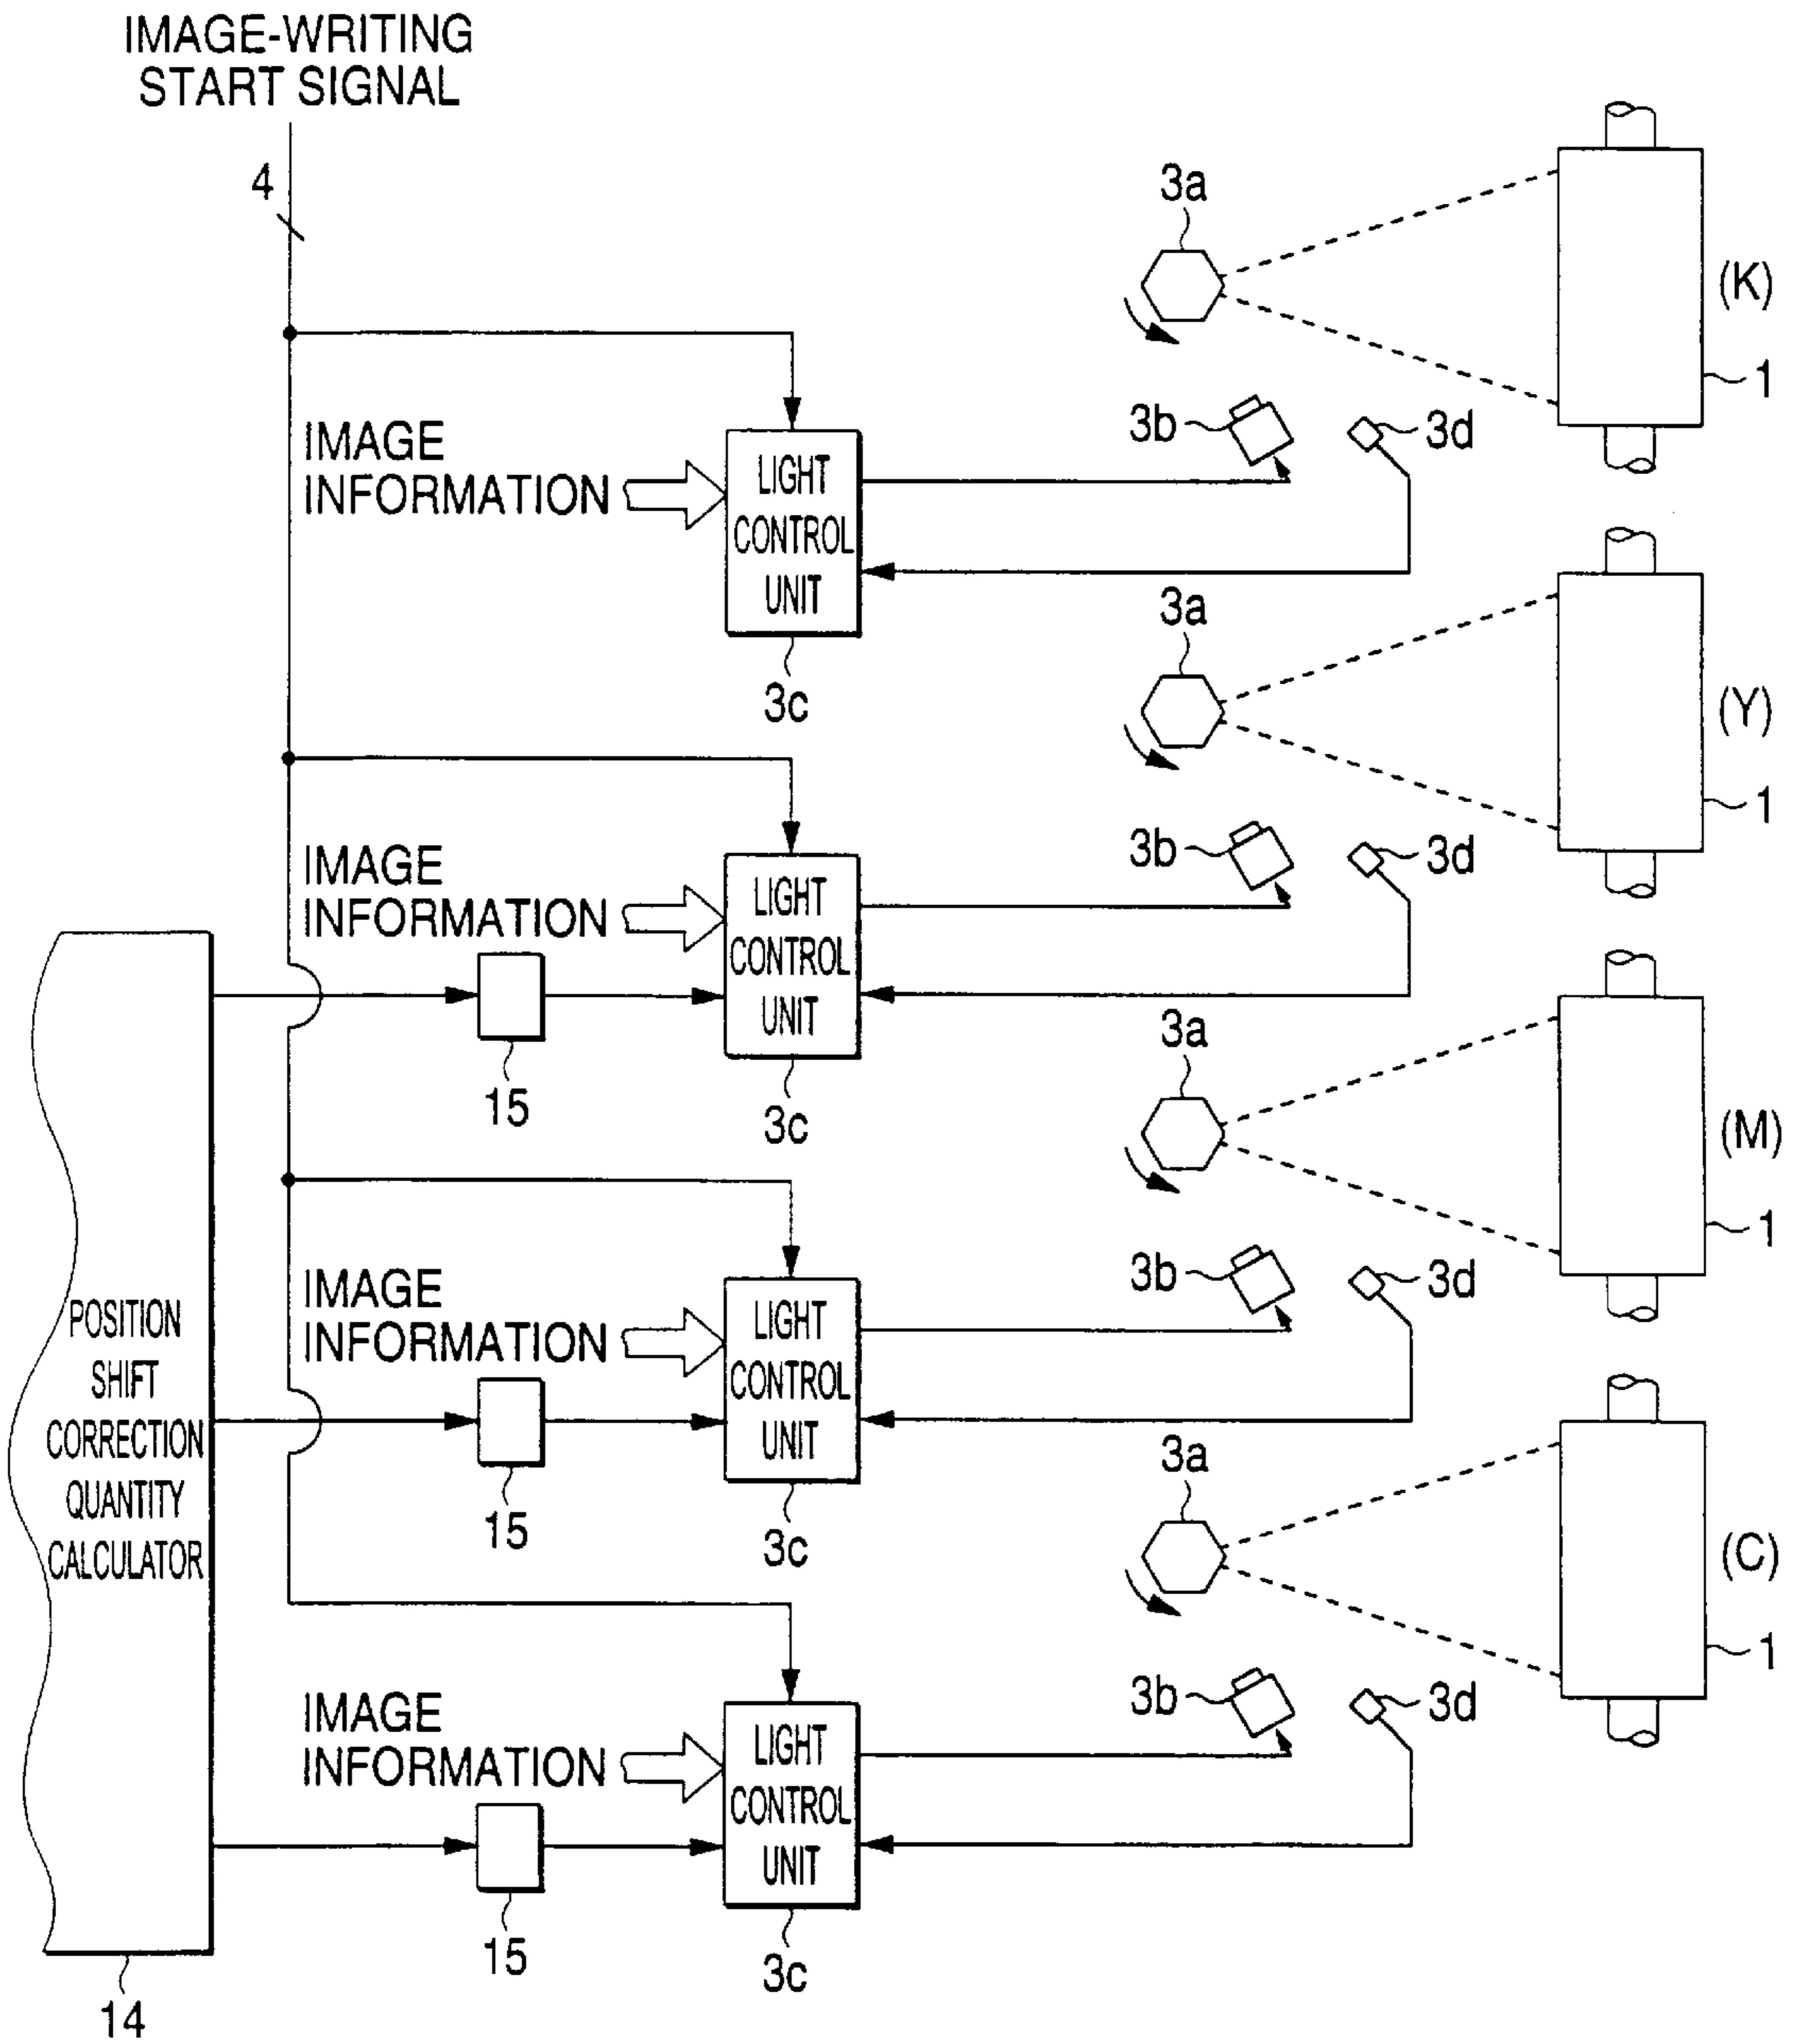 IMAGE-WRITING
START SIGNAL
4
3a
(K)
1
IMAGE
INFORMATION
LIGHT
CONTROL
UNIT
3b
3d
3c
3a
(Y)
1
IMAGE
INFORMATION
LIGHT
CONTROL
UNIT
3b
3d
15
3c
3a
(M)
1
IMAGE
INFORMATION
LIGHT
CONTROL
UNIT
3b
3d
POSITION
SHIFT
CORRECTION
QUANTITY
CALCULATOR
15
3c
3a
(C)
1
IMAGE
INFORMATION
LIGHT
CONTROL
UNIT
3b
3d
15
3c
14